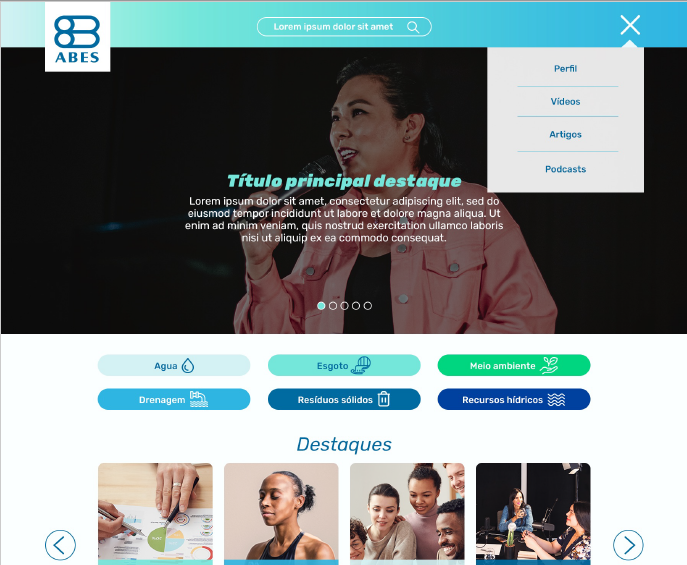 ABES
Lorem ipsum dolor sit amet
Perfil
Vídeos
Artigos
Podcasts
Título principal destaque
Lorem ipsum dolor sit amet, consectetur adipiscing elit, sed do
eiusmod tempor incididunt ut labore et dolore magna aliqua. Ut
enim ad minim veniam, quis nostrud exercitation ullamco laboris
nisi ut aliquip ex ea commodo consequat.
Agua
Esgoto
Meio ambiente
Drenagem
Resíduos sólidos
Recursos hídricos
Destaques